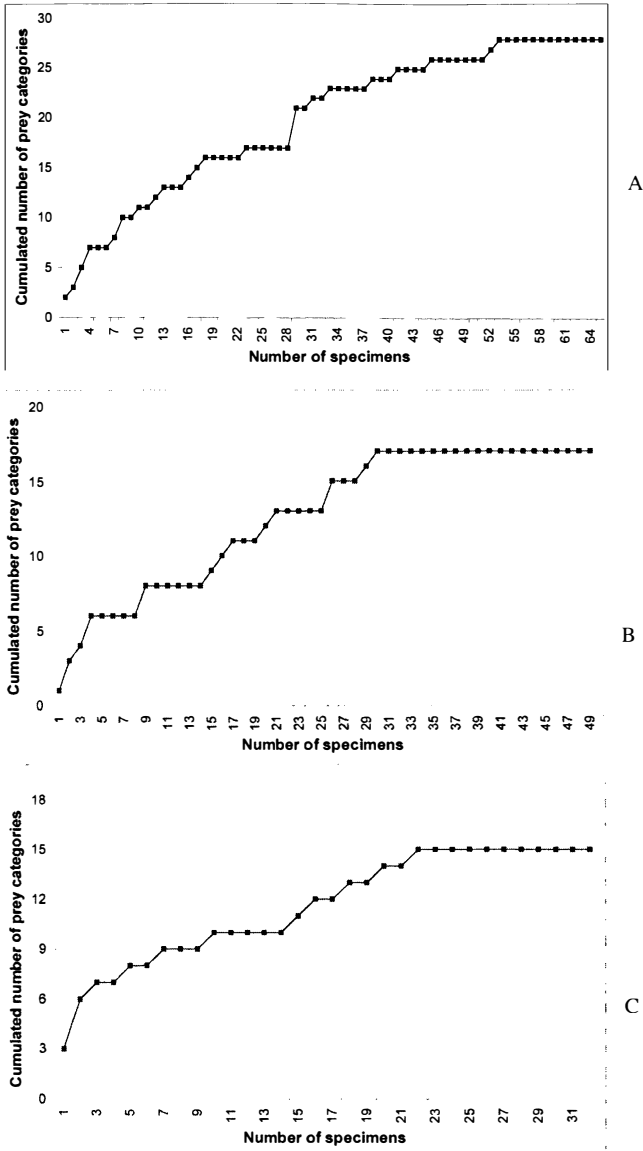 Cumulated number of prey categories
30
25
20
15
10
5
0
1 4 7 10 13 16 19 22 25 28 31 34 37 40 43 46 49 52 55 58 61 64
Number of specimens
A
Cumulated number of prey categories
20
15
10
5
0
1 3 5 7 9 11 13 15 17 19 21 23 25 27 29 31 33 35 37 39 41 43 45 47 49
Number of specimens
B
Cumulated number of prey categories
18
15
12
9
6
3
0
1 3 5 7 9 11 13 15 17 19 21 23 25 27 29 31
Number of specimens
C